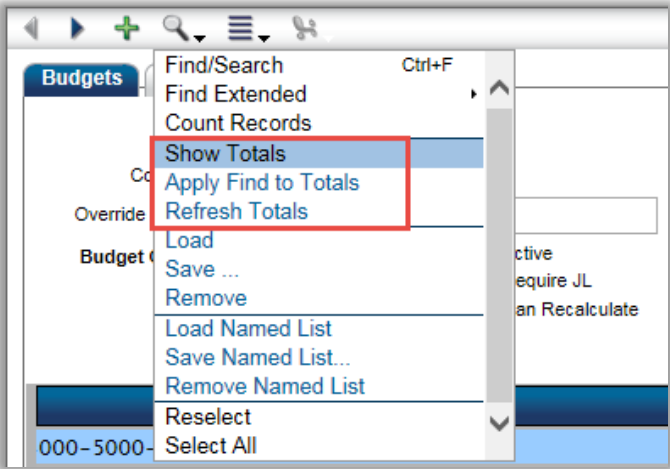 Budgets
Find/Search Ctrl+F
Find Extended
Count Records
Show Totals
Apply Find to Totals
Override
Refresh Totals
Budget
Load
ctive
Save ...
equire JL
Remove
an Recalculate
Load Named List
Save Named List...
Remove Named List
Reselect
000-5000-
Select All